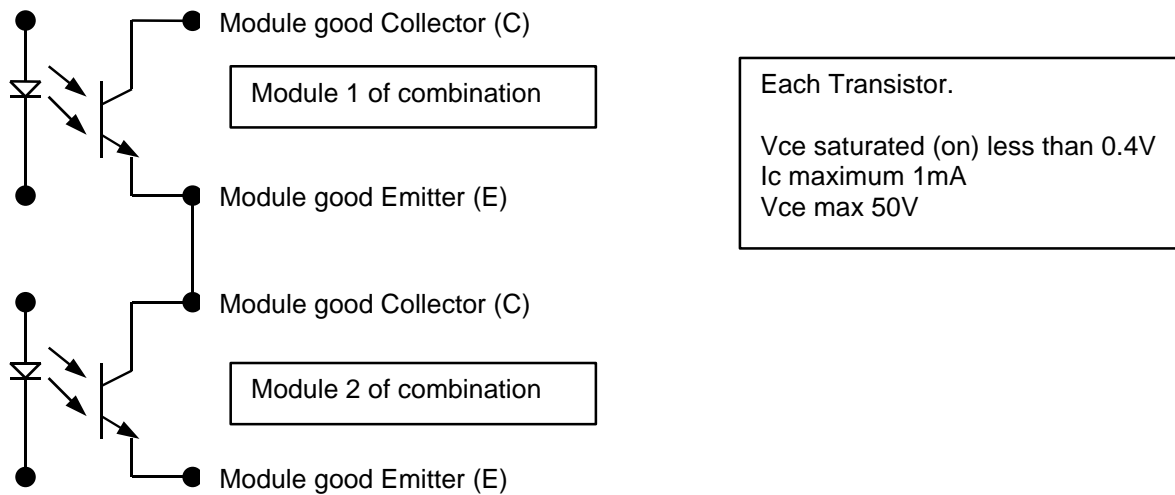 Module good Collector (C)
Module 1 of combination
Module good Emitter (E)
Module good Collector (C)
Module 2 of combination
Module good Emitter (E)
Each Transistor.
Vce saturated (on) less than 0.4V
Ic maximum 1mA
Vce max 50V